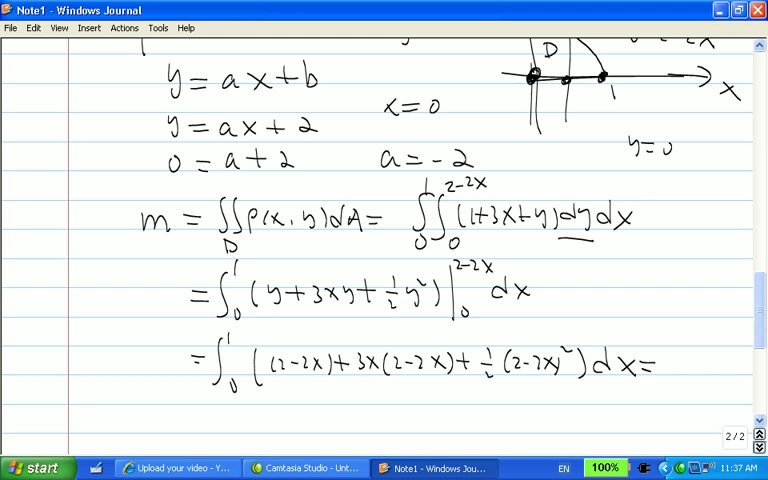 Note1 - Windows Journal
File Edit View Insert Actions Tools Help
D
y = ax + b
x = 0
1
x
y = ax + 2
y = 0
0 = a + 2
a = -2
m = ∬_D ρ(x, y) dA = ∫_0^1 ∫_0^{2-2x} (1+3x+y) dy dx
= ∫_0^1 (y + 3xy + 1/2 y²) |_0^{2-2x} dx
= ∫_0^1 ((2-2x) + 3x(2-2x) + 1/2 (2-2x)²) dx =
2 / 2
start
Upload your video - Y...
Camtasia Studio - Unt...
Note1 - Windows Jou...
EN
100%
11:37 AM